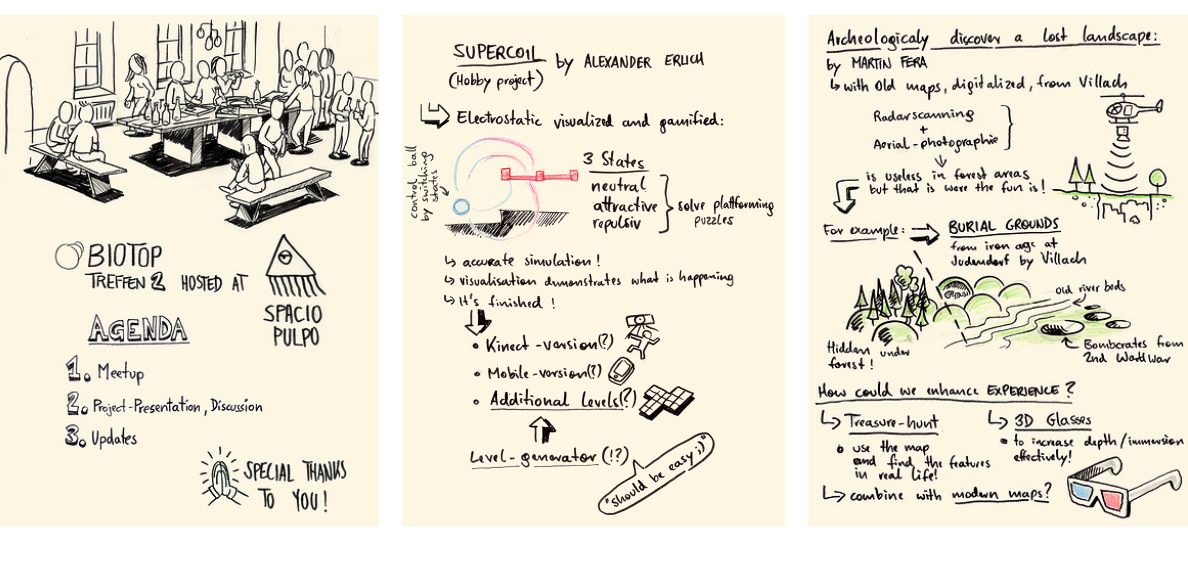 BIOTOP
TREFFEN 2 HOSTED AT
SPACIO
PULPO
AGENDA
1. Meetup
2. Project-Presentation, Discussion
3. Updates
SPECIAL THANKS
TO YOU!
SUPERCOIL by ALEXANDER ERLICH
(Hobby project)
Electrostatic visualized and gamified:
control ball
by switching
states
3 States
neutral
attractive
repulsiv
solve plattforming
puzzles
accurate simulation!
visualisation demonstrates what is happening
It's finished!
Kinect-version(?)
Mobile-version(?)
Additional Levels(?)
Level-generator(!?)
"should be easy ;)"
Archeologicaly discover a lost landscape:
by MARTIN FERA
with Old maps, digitalized, from Villach
Radarscanning
+
Aerial-photographie
is useless in forest areas
but that is were the fun is!
For example:
BURIAL GROUNDS
from iron age at
Judendorf by Villach
old river beds
Hidden under
forest!
Bombcrates from
2nd World War
How could we enhance EXPERIENCE?
Treasure-hunt
use the map
and find the features
in real life!
combine with modern maps?
3D Glasses
to increase depth/immersion
effectively!